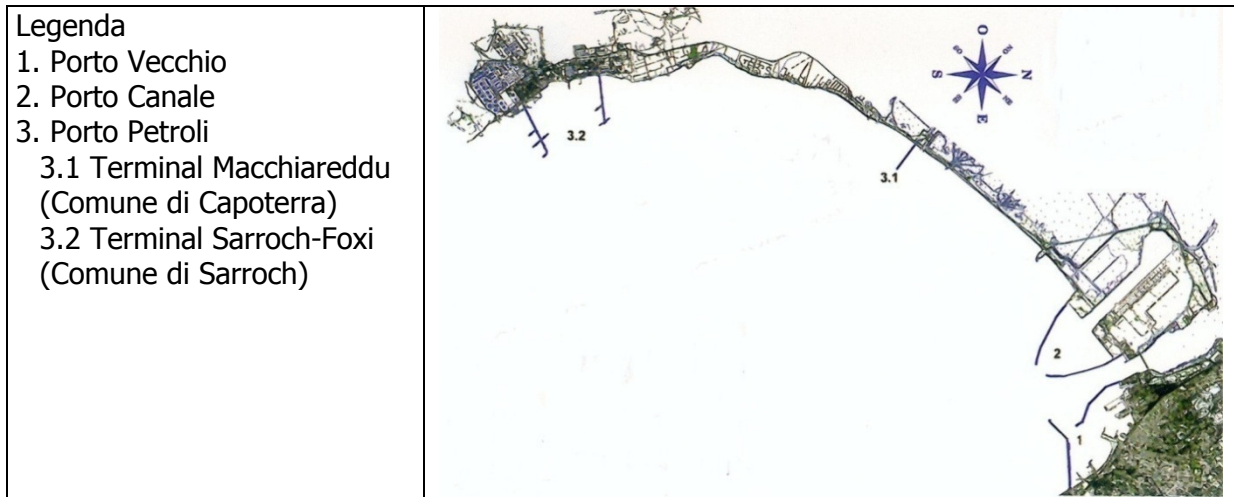 Legenda
1. Porto Vecchio
2. Porto Canale
3. Porto Petroli
3.1 Terminal Macchiareddu
(Comune di Capoterra)
3.2 Terminal Sarroch-Foxi
(Comune di Sarroch)
O
S
N
E
3.2
3.1
2
1